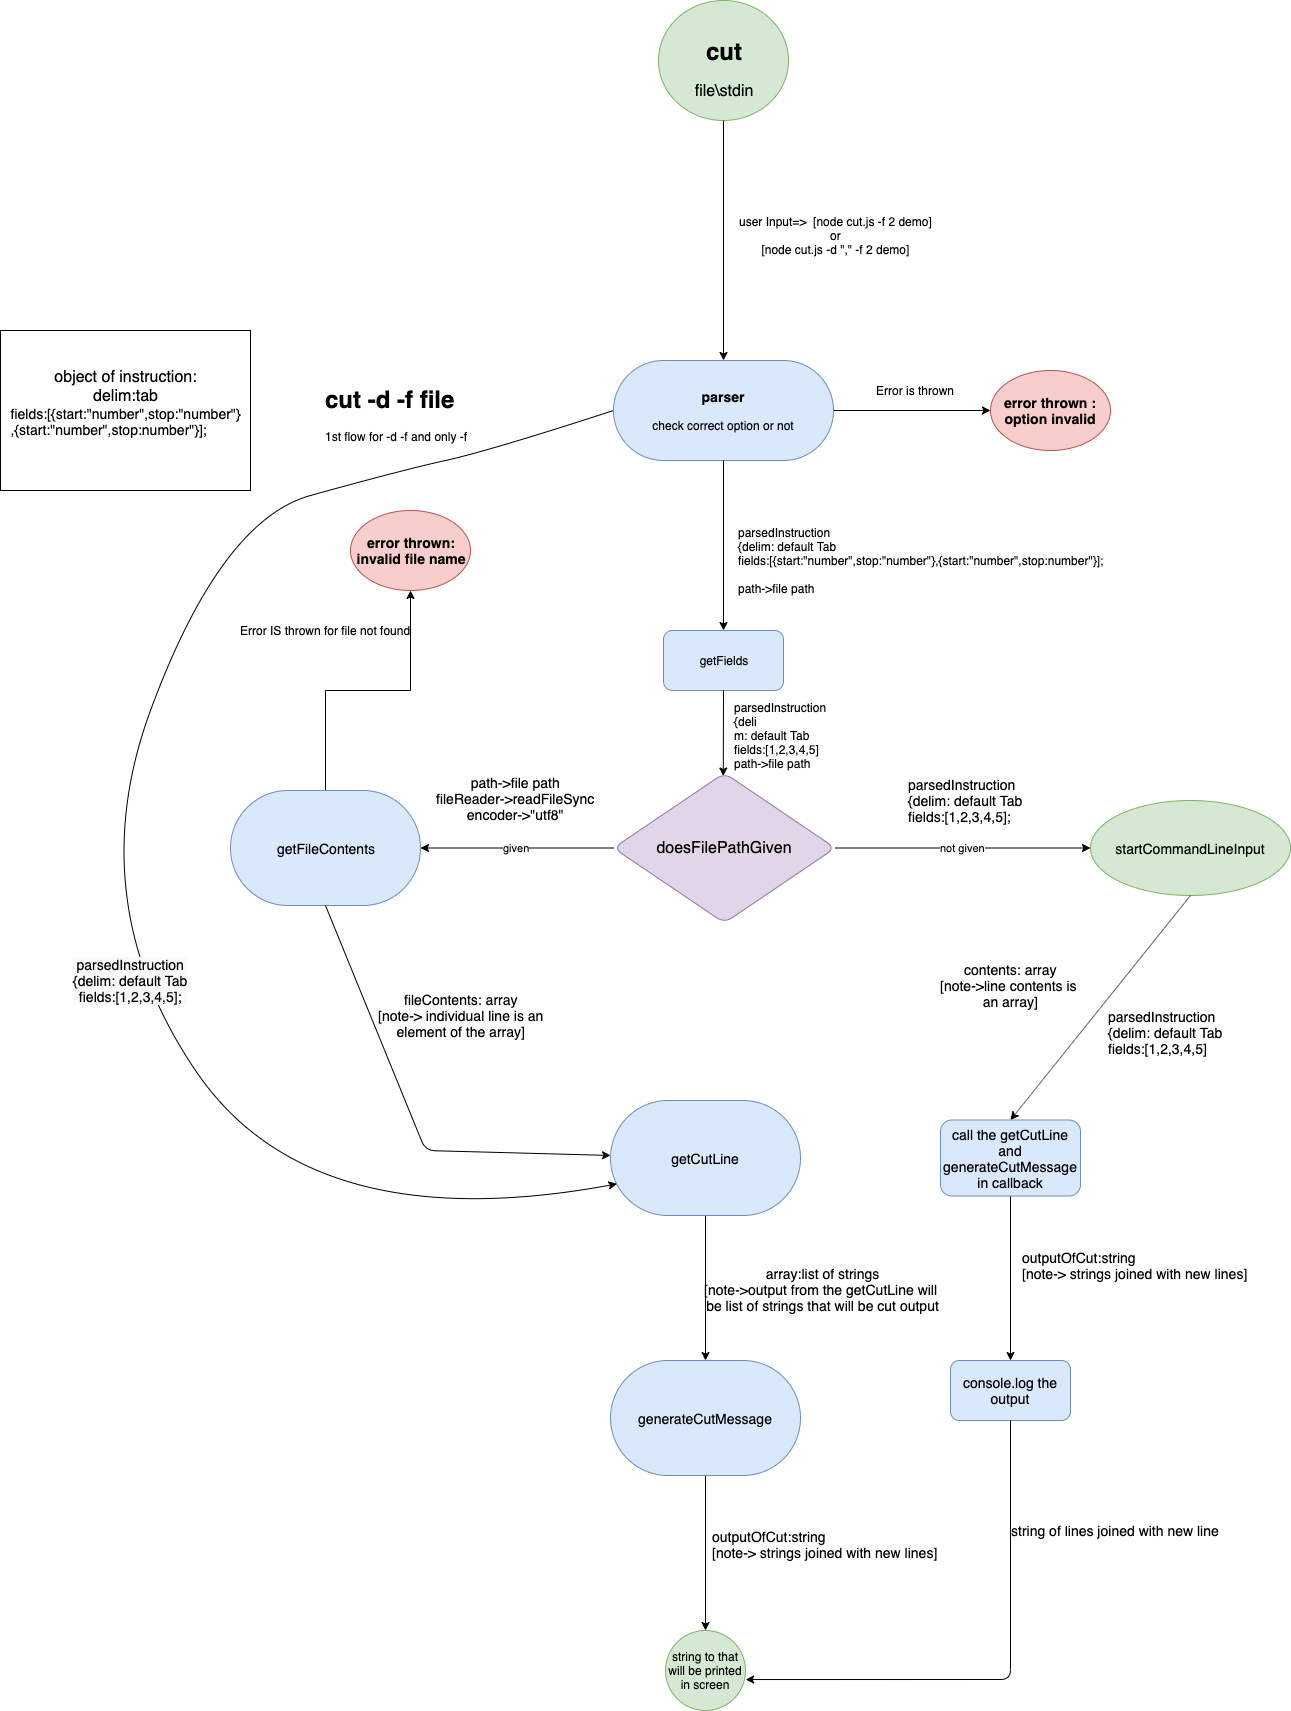 cut
file\stdin
user Input=>  [node cut.js -f 2 demo]
or
[node cut.js -d "," -f 2 demo]
object of instruction:
delim:tab
fields:[{start:"number",stop:"number"}
,{start:"number",stop:number"}];
cut -d -f file
1st flow for -d -f and only -f
parser
check correct option or not
Error is thrown
error thrown :
option invalid
error thrown:
invalid file name
Error IS thrown for file not found
parsedInstruction
{delim: default Tab
fields:[{start:"number",stop:"number"},{start:"number",stop:number"}];
path->file path
getFields
parsedInstruction
{deli
m: default Tab
fields:[1,2,3,4,5]
path->file path
path->file path
fileReader->readFileSync
encoder->"utf8"
given
getFileContents
doesFilePathGiven
parsedInstruction
{delim: default Tab
fields:[1,2,3,4,5];
not given
startCommandLineInput
parsedInstruction
{delim: default Tab
fields:[1,2,3,4,5];
fileContents: array
[note-> individual line is an
element of the array]
contents: array
[note->line contents is
an array]
parsedInstruction
{delim: default Tab
fields:[1,2,3,4,5]
getCutLine
call the getCutLine
and
generateCutMessage
in callback
array:list of strings
[note->output from the getCutLine will
be list of strings that will be cut output
outputOfCut:string
[note-> strings joined with new lines]
generateCutMessage
console.log the
output
outputOfCut:string
[note-> strings joined with new lines]
string of lines joined with new line
string to that
will be printed
in screen